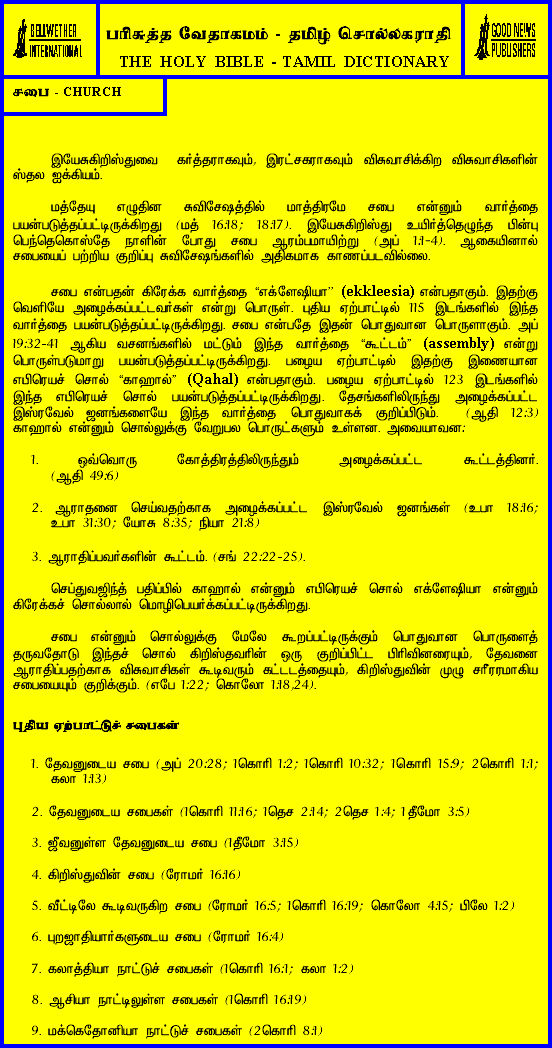 BELLWETHER
INTERNATIONAL
பரிசுத்த வேதாகமம் - தமிழ் சொல்லகராதி
THE HOLY BIBLE - TAMIL DICTIONARY
GOOD NEWS
PUBLISHERS
சபை - CHURCH
இயேசுகிறிஸ்துவை கர்த்தராகவும், இரட்சகராகவும் விசுவாசிக்கிற விசுவாசிகளின்
ஸ்தல ஐக்கியம்.
மத்தேயு எழுதின சுவிசேஷத்தில் மாத்திரமே சபை என்னும் வார்த்தை
பயன்படுத்தப்பட்டிருக்கிறது (மத் 16:18; 18:17). இயேசுகிறிஸ்து உயிர்த்தெழுந்த பின்பு
பெந்தெகொஸ்தே நாளின் போது சபை ஆரம்பமாயிற்று (அப் 1:1-4). ஆகையினால்
சபையைப் பற்றிய குறிப்பு சுவிசேஷங்களில் அதிகமாக காணப்படவில்லை.
சபை என்பதன் கிரேக்க வார்த்தை “எக்ளேஷியா” (ekkleesia) என்பதாகும். இதற்கு
வெளியே அழைக்கப்பட்டவர்கள் என்று பொருள். புதிய ஏற்பாட்டில் 115 இடங்களில் இந்த
வார்த்தை பயன்படுத்தப்பட்டிருக்கிறது. சபை என்பதே இதன் பொதுவான பொருளாகும். அப்
19:32-41 ஆகிய வசனங்களில் மட்டும் இந்த வார்த்தை “கூட்டம்” (assembly) என்று
பொருள்படுமாறு பயன்படுத்தப்பட்டிருக்கிறது. பழைய ஏற்பாட்டில் இதற்கு இணையான
எபிரெயச் சொல் “காஹால்” (Qahal) என்பதாகும். பழைய ஏற்பாட்டில் 123 இடங்களில்
இந்த எபிரெயச் சொல் பயன்படுத்தப்பட்டிருக்கிறது. தேசங்களிலிருந்து அழைக்கப்பட்ட
இஸ்ரவேல் ஜனங்களையே இந்த வார்த்தை பொதுவாகக் குறிப்பிடும். (ஆதி 12:3)
காஹால் என்னும் சொல்லுக்கு வேறுபல பொருட்களும் உள்ளன. அவையாவன:
1. ஒவ்வொரு கோத்திரத்திலிருந்தும் அழைக்கப்பட்ட கூட்டத்தினர்.
(ஆதி 49:6)
2. ஆராதனை செய்வதற்காக அழைக்கப்பட்ட இஸ்ரவேல் ஜனங்கள் (உபா 18:16;
உபா 31:30; யோசு 8:35; நியா 21:8)
3. ஆராதிப்பவர்களின் கூட்டம். (சங் 22:22-25).
செப்துவஜிந்த் பதிப்பில் காஹால் என்னும் எபிரெயச் சொல் எக்ளேஷியா என்னும்
கிரேக்கச் சொல்லால் மொழிபெயர்க்கப்பட்டிருக்கிறது.
சபை என்னும் சொல்லுக்கு மேலே கூறப்பட்டிருக்கும் பொதுவான பொருளைத்
தருவதோடு இந்தச் சொல் கிறிஸ்தவரின் ஒரு குறிப்பிட்ட பிரிவினரையும், தேவனை
ஆராதிப்பதற்காக விசுவாசிகள் கூடிவரும் கட்டடத்தையும், கிறிஸ்துவின் முழு சரீரமாகிய
சபையையும் குறிக்கும். (எபே 1:22; கொலோ 1:18,24).
புதிய ஏற்பாட்டுச் சபைகள்
1. தேவனுடைய சபை (அப் 20:28; 1கொரி 1:2; 1கொரி 10:32; 1கொரி 15:9; 2கொரி 1:1;
கலா 1:13)
2. தேவனுடைய சபைகள் (1கொரி 11:16; 1தெச 2:14; 2தெச 1:4; 1தீமோ 3:5)
3. ஜீவனுள்ள தேவனுடைய சபை (1தீமோ 3:15)
4. கிறிஸ்துவின் சபை (ரோமர் 16:16)
5. வீட்டிலே கூடிவருகிற சபை (ரோமர் 16:5; 1கொரி 16:19; கொலோ 4:15; பிலே 1:2)
6. புறஜாதியார்களுடைய சபை (ரோமர் 16:4)
7. கலாத்தியா நாட்டுச் சபைகள் (1கொரி 16:1; கலா 1:2)
8. ஆசியா நாட்டிலுள்ள சபைகள் (1கொரி 16:19)
9. மக்கெதோனியா நாட்டுச் சபைகள் (2கொரி 8:1)